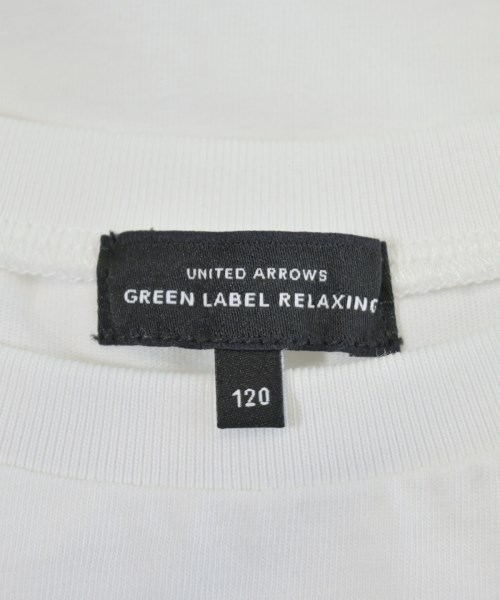 UNITED ARROWS
GREEN LABEL RELAXING
120